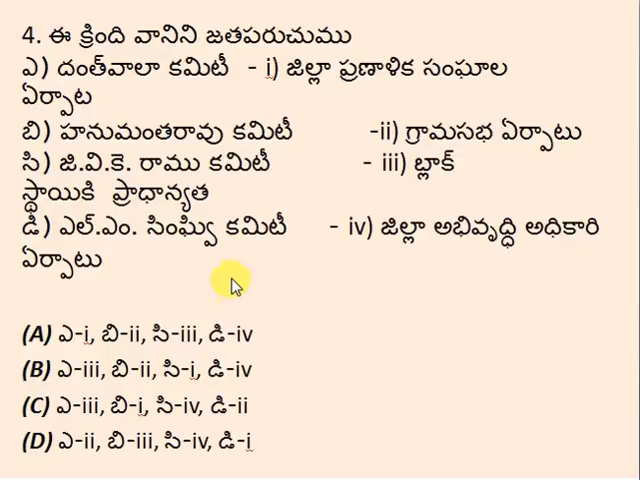 4. ఈ క్రింది వానిని జతపరుచుము
ఎ) దంత్‌వాలా కమిటీ - i) జిల్లా ప్రణాళిక సంఘాల
ఏర్పాట
బి) హనుమంతరావు కమిటీ -ii) గ్రామసభ ఏర్పాటు
సి) జి.వి.కె. రాము కమిటీ - iii) బ్లాక్
స్థాయికి ప్రాధాన్యత
డి) ఎల్.ఎం. సింఘ్వి కమిటీ - iv) జిల్లా అభివృద్ధి అధికారి
ఏర్పాటు
(A) ఎ-i, బి-ii, సి-iii, డి-iv
(B) ఎ-iii, బి-ii, సి-i, డి-iv
(C) ఎ-iii, బి-i, సి-iv, డి-ii
(D) ఎ-ii, బి-iii, సి-iv, డి-i